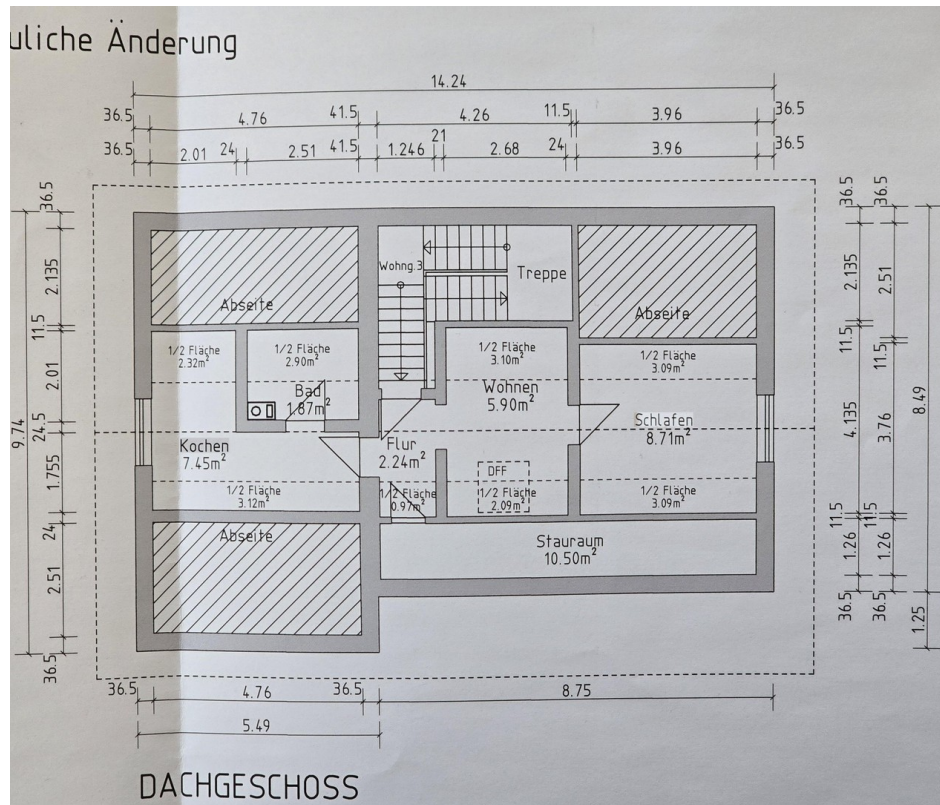 uliche Änderung
14.24
36.5 4.76 41.5 4.26 11.5 3.96 36.5
36.5 2.01 24 2.51 41.5 1.246 21 2.68 24 3.96 36.5
36.5
2.135
11.5
2.01
24.5
1.755
24
2.51
36.5
9.74
Wohng.3
Treppe
Abseite
Abseite
1/2 Fläche
2.32m²
1/2 Fläche
2.90m²
1/2 Fläche
3.10m²
1/2 Fläche
3.09m²
Bad
1.87m²
Wohnen
5.90m²
Schlafen
8.71m²
Kochen
7.45m²
Flur
2.24m²
DFF
1/2 Fläche
3.12m²
1/2 Fläche
0.97m²
1/2 Fläche
2.09m²
1/2 Fläche
3.09m²
Abseite
Stauraum
10.50m²
36.5
2.135
11.5
4.135
11.5
1.26
36.5
36.5
2.51
11.5
3.76
11.5
1.26
36.5
8.49
1.25
36.5 4.76 36.5 8.75
5.49
DACHGESCHOSS